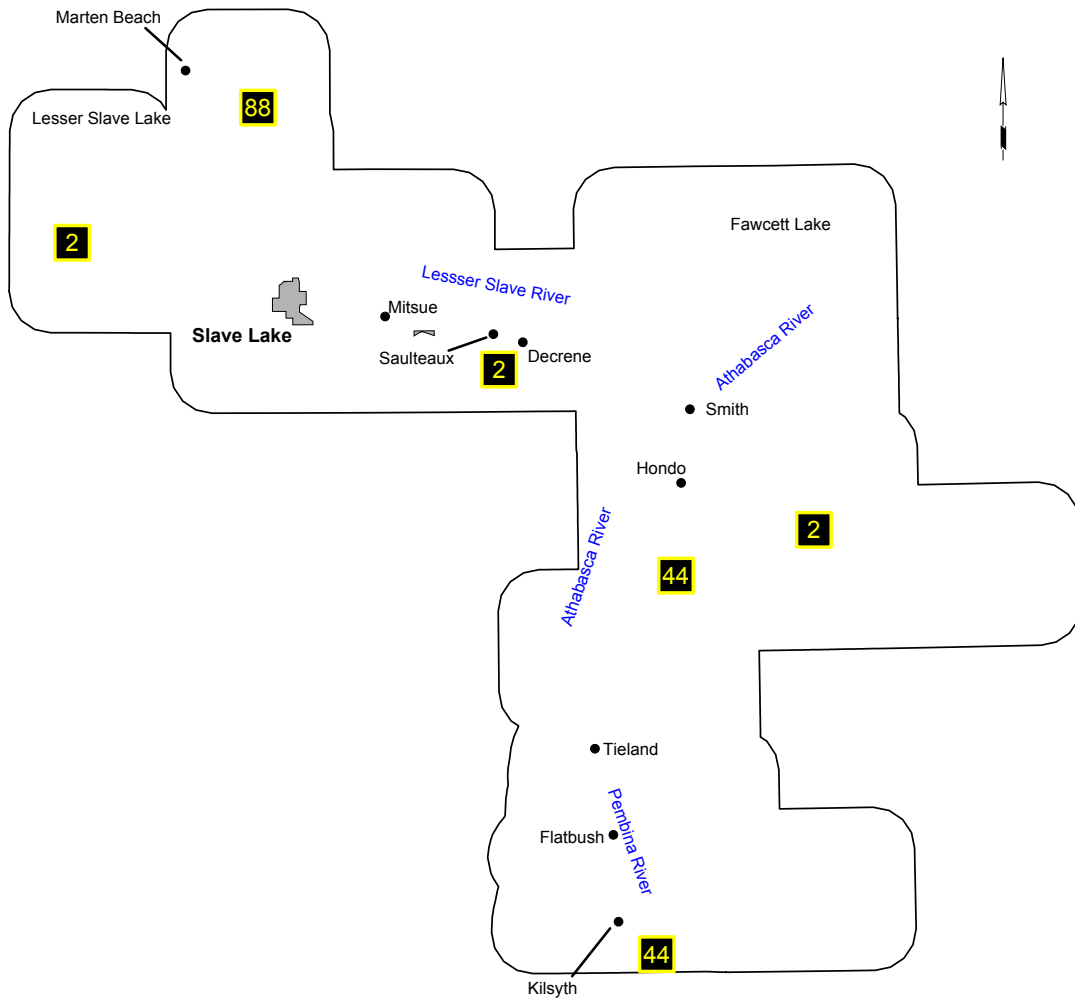 Marten Beach
88
Lesser Slave Lake
Fawcett Lake
2
Lessser Slave River
Mitsue
Slave Lake
Saulteaux
Decrene
2
Athabasca River
Smith
Hondo
2
Athabasca River
44
Tieland
Pembina River
Flatbush
44
Kilsyth